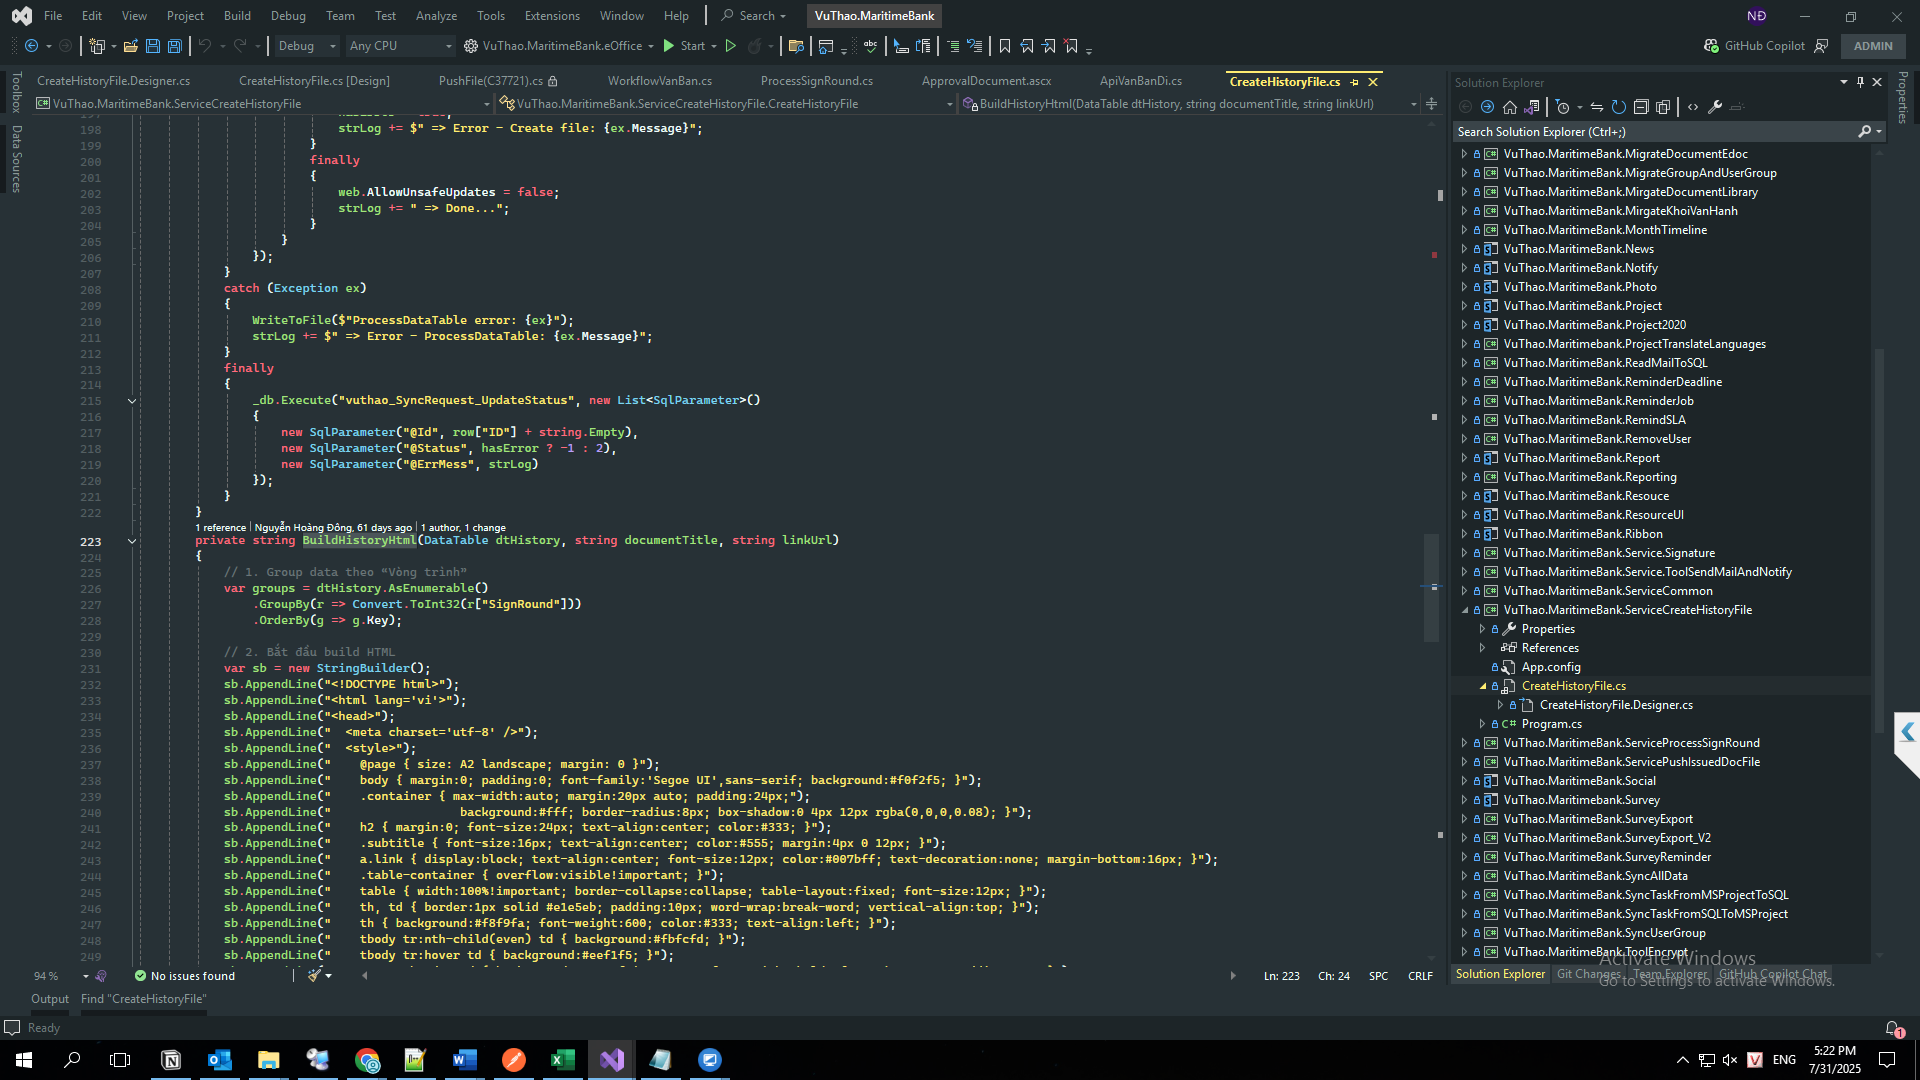 File Edit View Project Build Debug Team Test Analyze Tools Extensions Window Help Search VuThao.MaritimeBank NĐ
Debug Any CPU VuThao.MaritimeBank.eOffice Start GitHub Copilot ADMIN
CreateHistoryFile.Designer.cs CreateHistoryFile.cs [Design] PushFile(C37721).cs WorkflowVanBan.cs ProcessSignRound.cs ApprovalDocument.ascx ApiVanBanDi.cs CreateHistoryFile.cs
VuThao.MaritimeBank.ServiceCreateHistoryFile VuThao.MaritimeBank.ServiceCreateHistoryFile.CreateHistoryFile BuildHistoryHtml(DataTable dtHistory, string documentTitle, string linkUrl)
Toolbox
Data Sources
198 strLog += $" => Error - Create file: {ex.Message}";
199 }
200 finally
201 {
202 web.AllowUnsafeUpdates = false;
203 strLog += " => Done...";
204 }
205 }
206 });
207 }
208 catch (Exception ex)
209 {
210 WriteToFile($"ProcessDataTable error: {ex}");
211 strLog += $" => Error - ProcessDataTable: {ex.Message}";
212 }
213 finally
214 {
215 _db.Execute("vuthao_SyncRequest_UpdateStatus", new List<SqlParameter>()
216 {
217 new SqlParameter("@Id", row["ID"] + string.Empty),
218 new SqlParameter("@Status", hasError ? -1 : 2),
219 new SqlParameter("@ErrMess", strLog)
220 });
221 }
222 }
1 reference | Nguyễn Hoàng Đông, 61 days ago | 1 author, 1 change
223 private string BuildHistoryHtml(DataTable dtHistory, string documentTitle, string linkUrl)
224 {
225 // 1. Group data theo “Vòng trình”
226 var groups = dtHistory.AsEnumerable()
227 .GroupBy(r => Convert.ToInt32(r["SignRound"]))
228 .OrderBy(g => g.Key);
229
230 // 2. Bắt đầu build HTML
231 var sb = new StringBuilder();
232 sb.AppendLine("<!DOCTYPE html>");
233 sb.AppendLine("<html lang='vi'>");
234 sb.AppendLine("<head>");
235 sb.AppendLine(" <meta charset='utf-8' />");
236 sb.AppendLine(" <style>");
237 sb.AppendLine(" @page { size: A2 landscape; margin: 0 }");
238 sb.AppendLine(" body { margin:0; padding:0; font-family:'Segoe UI',sans-serif; background:#f0f2f5; }");
239 sb.AppendLine(" .container { max-width:auto; margin:20px auto; padding:24px;");
240 sb.AppendLine(" background:#fff; border-radius:8px; box-shadow:0 4px 12px rgba(0,0,0,0.08); }");
241 sb.AppendLine(" h2 { margin:0; font-size:24px; text-align:center; color:#333; }");
242 sb.AppendLine(" .subtitle { font-size:16px; text-align:center; color:#555; margin:4px 0 12px; }");
243 sb.AppendLine(" a.link { display:block; text-align:center; font-size:12px; color:#007bff; text-decoration:none; margin-bottom:16px; }");
244 sb.AppendLine(" .table-container { overflow:visible!important; }");
245 sb.AppendLine(" table { width:100%!important; border-collapse:collapse; table-layout:fixed; font-size:12px; }");
246 sb.AppendLine(" th, td { border:1px solid #e1e5eb; padding:10px; word-wrap:break-word; vertical-align:top; }");
247 sb.AppendLine(" th { background:#f8f9fa; font-weight:600; color:#333; text-align:left; }");
248 sb.AppendLine(" tbody tr:nth-child(even) td { background:#fbfcfd; }");
249 sb.AppendLine(" tbody tr:hover td { background:#eef1f5; }");
94 % No issues found Ln: 223 Ch: 24 SPC CRLF
Output Find "CreateHistoryFile"
Ready
Solution Explorer
Search Solution Explorer (Ctrl+;)
VuThao.MaritimeBank.MigrateDocumentEdoc
VuThao.MaritimeBank.MigrateGroupAndUserGroup
VuThao.MaritimeBank.MirgateDocumentLibrary
VuThao.MaritimeBank.MirgateKhoiVanHanh
VuThao.MaritimeBank.MonthTimeline
VuThao.MaritimeBank.News
VuThao.MaritimeBank.Notify
VuThao.MaritimeBank.Photo
VuThao.MaritimeBank.Project
VuThao.MaritimeBank.Project2020
VuThao.Maritimebank.ProjectTranslateLanguages
VuThao.MaritimeBank.ReadMailToSQL
VuThao.MaritimeBank.ReminderDeadline
VuThao.MaritimeBank.ReminderJob
VuThao.MaritimeBank.RemindSLA
VuThao.MaritimeBank.RemoveUser
VuThao.MaritimeBank.Report
VuThao.MaritimeBank.Reporting
VuThao.MaritimeBank.Resouce
VuThao.MaritimeBank.ResourceUI
VuThao.MaritimeBank.Ribbon
VuThao.MaritimeBank.Service.Signature
VuThao.MaritimeBank.Service.ToolSendMailAndNotify
VuThao.MaritimeBank.ServiceCommon
VuThao.MaritimeBank.ServiceCreateHistoryFile
Properties
References
App.config
CreateHistoryFile.cs
CreateHistoryFile.Designer.cs
C# Program.cs
VuThao.MaritimeBank.ServiceProcessSignRound
VuThao.MaritimeBank.ServicePushIssuedDocFile
VuThao.MaritimeBank.Social
VuThao.MaritimeBank.Survey
VuThao.MaritimeBank.SurveyExport
VuThao.MaritimeBank.SurveyExport_V2
VuThao.MaritimeBank.SurveyReminder
VuThao.MaritimeBank.SyncAllData
VuThao.MaritimeBank.SyncTaskFromMSProjectToSQL
VuThao.MaritimeBank.SyncTaskFromSQLToMSProject
VuThao.MaritimeBank.SyncUserGroup
VuThao.MaritimeBank.ToolEncrypt
Solution Explorer Git Changes Team Explorer GitHub Copilot Chat
Activate Windows
Go to Settings to activate Windows.
Properties
ENG
5:22 PM
7/31/2025